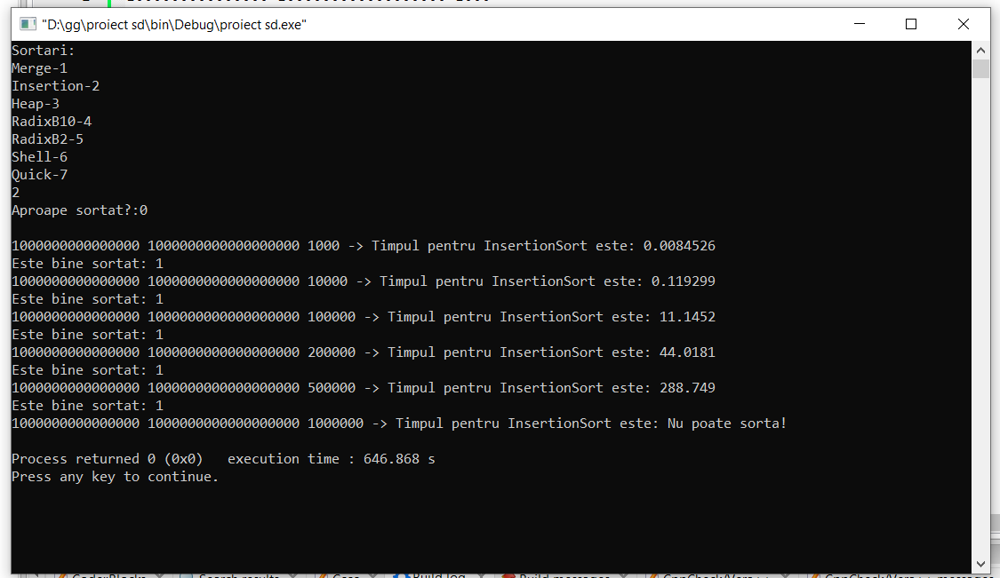 "D:\gg\proiect sd\bin\Debug\proiect sd.exe"
Sortari:
Merge-1
Insertion-2
Heap-3
RadixB10-4
RadixB2-5
Shell-6
Quick-7
2
Aproape sortat?:0
1000000000000000 1000000000000000000 1000 -> Timpul pentru InsertionSort este: 0.0084526
Este bine sortat: 1
1000000000000000 1000000000000000000 10000 -> Timpul pentru InsertionSort este: 0.119299
Este bine sortat: 1
1000000000000000 1000000000000000000 100000 -> Timpul pentru InsertionSort este: 11.1452
Este bine sortat: 1
1000000000000000 1000000000000000000 200000 -> Timpul pentru InsertionSort este: 44.0181
Este bine sortat: 1
1000000000000000 1000000000000000000 500000 -> Timpul pentru InsertionSort este: 288.749
Este bine sortat: 1
1000000000000000 1000000000000000000 1000000 -> Timpul pentru InsertionSort este: Nu poate sorta!
Process returned 0 (0x0)   execution time : 646.868 s
Press any key to continue.